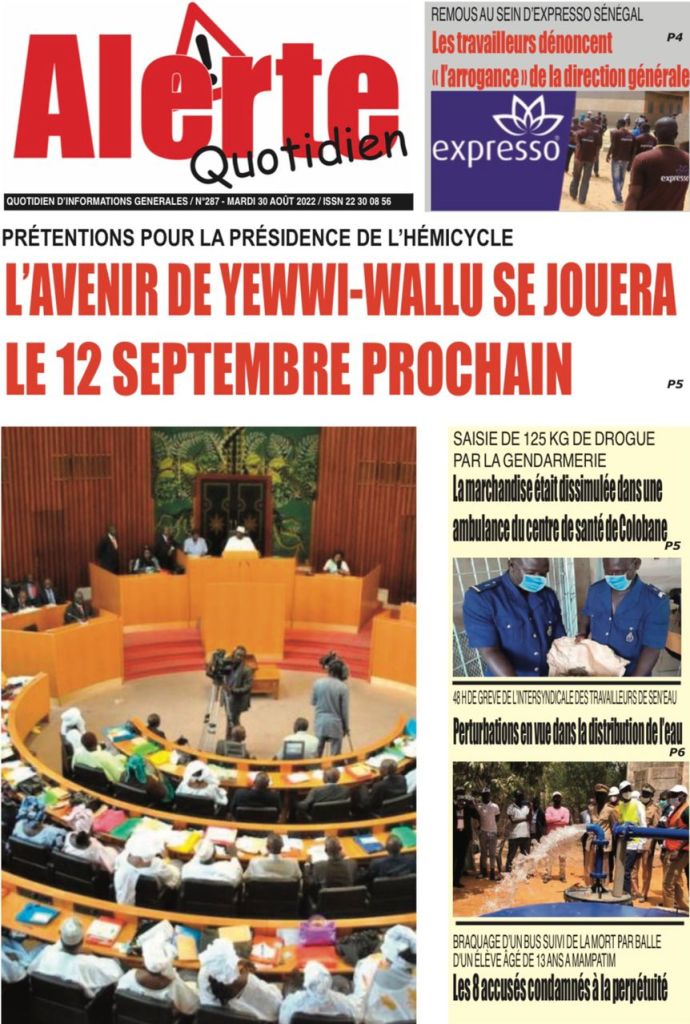 Alerte
Quotidien
QUOTIDIEN D'INFORMATIONS GENERALES / N°287 - MARDI 30 AOÛT 2022 / ISSN 22 30 08 56
REMOUS AU SEIN D'EXPRESSO SÉNÉGAL
Les travailleurs dénoncent
P4
« l'arrogance » de la direction générale
expresso
expresso
PRÉTENTIONS POUR LA PRÉSIDENCE DE L'HÉMICYCLE
L'AVENIR DE YEWWI-WALLU SE JOUERA
LE 12 SEPTEMBRE PROCHAIN
P5
SAISIE DE 125 KG DE DROGUE
PAR LA GENDARMERIE
La marchandise était dissimulée dans une
ambulance du centre de santé de Colobane
P5
48 H DE GREVE DE L'INTERSYNDICALE DES TRAVAILLEURS DE SEN'EAU
Perturbations en vue dans la distribution de l'eau
P6
BRAQUAGE D'UN BUS SUIVI DE LA MORT PAR BALLE
D'UN ÉLÈVE ÂGÉ DE 13 ANS A MAMPATIM
Les 8 accusés condamnés à la perpétuité